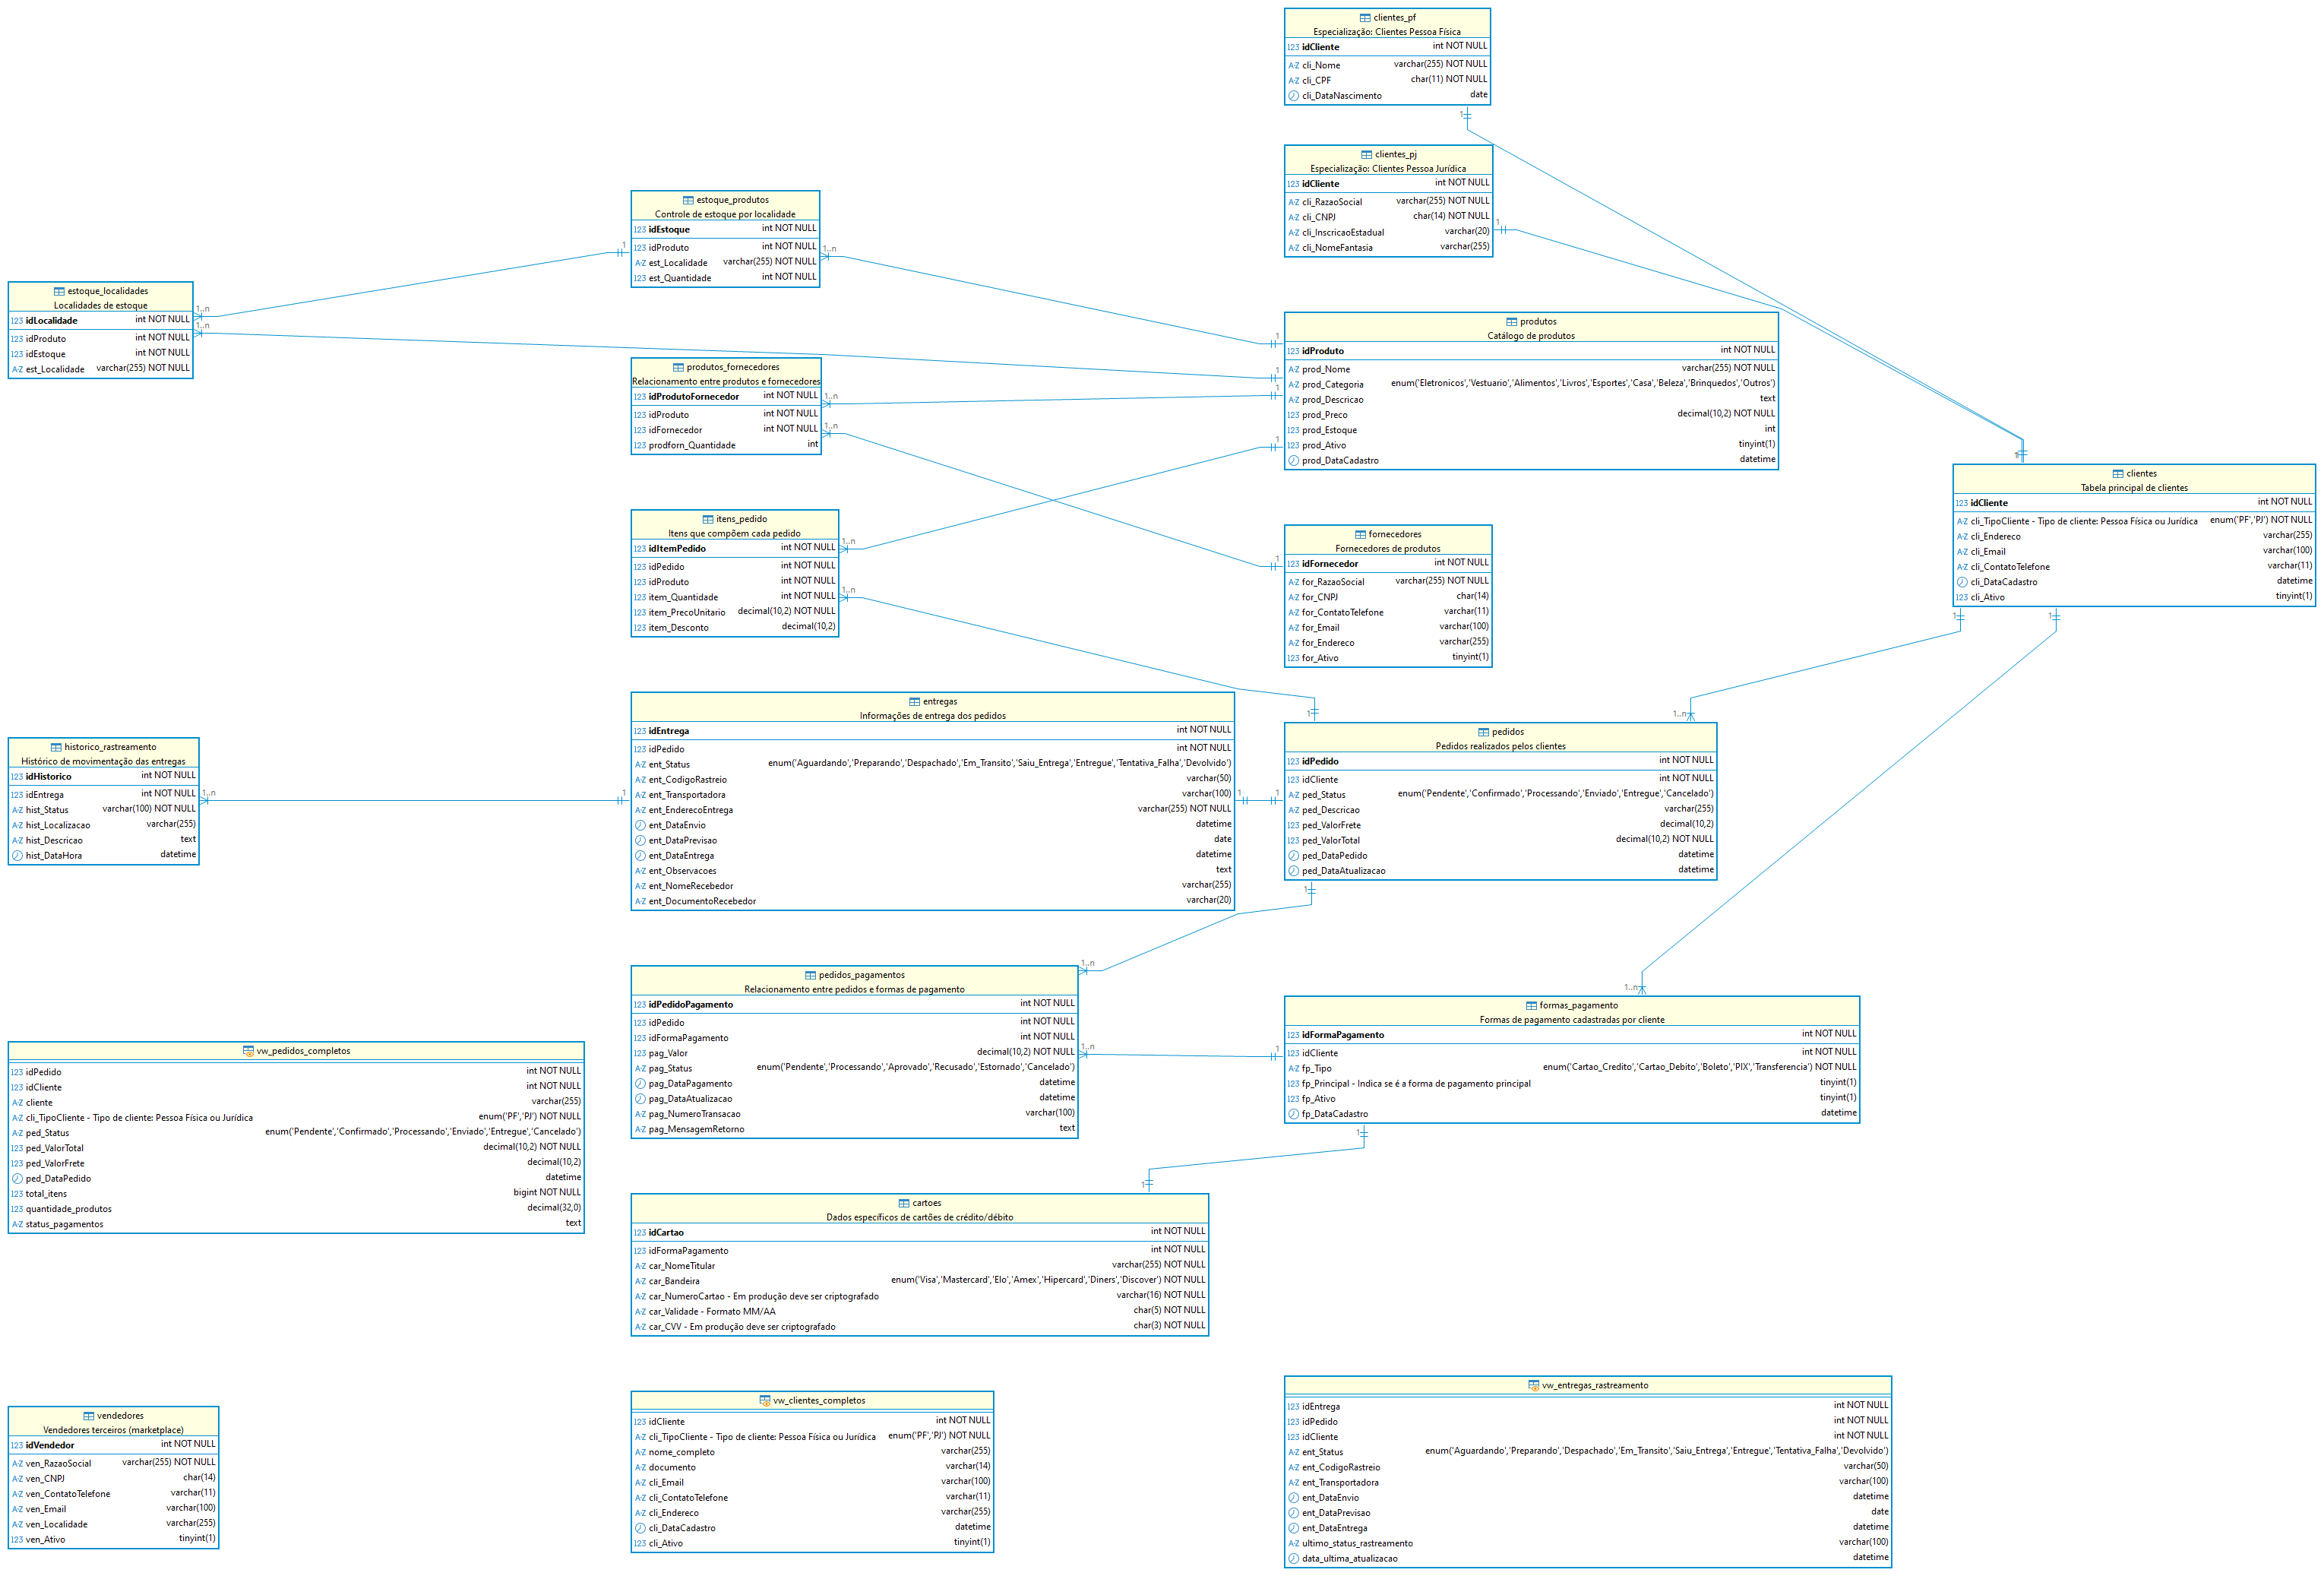 clientes_pf
Especialização: Clientes Pessoa Física
123 idCliente int NOT NULL
A-Z cli_Nome varchar(255) NOT NULL
A-Z cli_CPF char(11) NOT NULL
cli_DataNascimento date
1
clientes_pj
Especialização: Clientes Pessoa Jurídica
123 idCliente int NOT NULL
A-Z cli_RazaoSocial varchar(255) NOT NULL
A-Z cli_CNPJ char(14) NOT NULL
A-Z cli_InscricaoEstadual varchar(20)
A-Z cli_NomeFantasia varchar(255)
1
estoque_produtos
Controle de estoque por localidade
123 idEstoque int NOT NULL
123 idProduto int NOT NULL
A-Z est_Localidade varchar(255) NOT NULL
123 est_Quantidade int NOT NULL
1
1..n
estoque_localidades
Localidades de estoque
123 idLocalidade int NOT NULL
123 idProduto int NOT NULL
123 idEstoque int NOT NULL
A-Z est_Localidade varchar(255) NOT NULL
1..n
1..n
produtos
Catálogo de produtos
123 idProduto int NOT NULL
A-Z prod_Nome varchar(255) NOT NULL
A-Z prod_Categoria enum('Eletronicos','Vestuario','Alimentos','Livros','Esportes','Casa','Beleza','Brinquedos','Outros')
A-Z prod_Descricao text
123 prod_Preco decimal(10,2) NOT NULL
123 prod_Estoque int
123 prod_Ativo tinyint(1)
prod_DataCadastro datetime
1
1
1
1
produtos_fornecedores
Relacionamento entre produtos e fornecedores
123 idProdutoFornecedor int NOT NULL
123 idProduto int NOT NULL
123 idFornecedor int NOT NULL
123 prodforn_Quantidade int
1..n
1..n
clientes
Tabela principal de clientes
123 idCliente int NOT NULL
A-Z cli_TipoCliente - Tipo de cliente: Pessoa Física ou Jurídica enum('PF','PJ') NOT NULL
A-Z cli_Endereco varchar(255)
A-Z cli_Email varchar(100)
A-Z cli_ContatoTelefone varchar(11)
cli_DataCadastro datetime
123 cli_Ativo tinyint(1)
1
1
1
itens_pedido
Itens que compõem cada pedido
123 idItemPedido int NOT NULL
123 idPedido int NOT NULL
123 idProduto int NOT NULL
123 item_Quantidade int NOT NULL
123 item_PrecoUnitario decimal(10,2) NOT NULL
123 item_Desconto decimal(10,2)
1..n
1..n
fornecedores
Fornecedores de produtos
123 idFornecedor int NOT NULL
A-Z for_RazaoSocial varchar(255) NOT NULL
A-Z for_CNPJ char(14)
A-Z for_ContatoTelefone varchar(11)
A-Z for_Email varchar(100)
A-Z for_Endereco varchar(255)
123 for_Ativo tinyint(1)
1
entregas
Informações de entrega dos pedidos
123 idEntrega int NOT NULL
123 idPedido int NOT NULL
A-Z ent_Status enum('Aguardando','Preparando','Despachado','Em_Transito','Saiu_Entrega','Entregue','Tentativa_Falha','Devolvido')
A-Z ent_CodigoRastreio varchar(50)
A-Z ent_Transportadora varchar(100)
A-Z ent_EnderecoEntrega varchar(255) NOT NULL
ent_DataEnvio datetime
ent_DataPrevisao date
ent_DataEntrega datetime
A-Z ent_Observacoes text
A-Z ent_NomeRecebedor varchar(255)
A-Z ent_DocumentoRecebedor varchar(20)
1
1
pedidos
Pedidos realizados pelos clientes
123 idPedido int NOT NULL
123 idCliente int NOT NULL
A-Z ped_Status enum('Pendente','Confirmado','Processando','Enviado','Entregue','Cancelado')
A-Z ped_Descricao varchar(255)
123 ped_ValorFrete decimal(10,2)
123 ped_ValorTotal decimal(10,2) NOT NULL
ped_DataPedido datetime
ped_DataAtualizacao datetime
1
1..n
1
1
historico_rastreamento
Histórico de movimentação das entregas
123 idHistorico int NOT NULL
123 idEntrega int NOT NULL
A-Z hist_Status varchar(100) NOT NULL
A-Z hist_Localizacao varchar(255)
A-Z hist_Descricao text
hist_DataHora datetime
1..n
pedidos_pagamentos
Relacionamento entre pedidos e formas de pagamento
123 idPedidoPagamento int NOT NULL
123 idPedido int NOT NULL
123 idFormaPagamento int NOT NULL
123 pag_Valor decimal(10,2) NOT NULL
A-Z pag_Status enum('Pendente','Processando','Aprovado','Recusado','Estornado','Cancelado')
pag_DataPagamento datetime
pag_DataAtualizacao datetime
A-Z pag_NumeroTransacao varchar(100)
A-Z pag_MensagemRetorno text
1..n
1..n
formas_pagamento
Formas de pagamento cadastradas por cliente
123 idFormaPagamento int NOT NULL
123 idCliente int NOT NULL
A-Z fp_Tipo enum('Cartao_Credito','Cartao_Debito','Boleto','PIX','Transferencia') NOT NULL
123 fp_Principal - Indica se é a forma de pagamento principal tinyint(1)
123 fp_Ativo tinyint(1)
fp_DataCadastro datetime
1..n
1
1
vw_pedidos_completos
123 idPedido int NOT NULL
123 idCliente int NOT NULL
A-Z cliente varchar(255)
A-Z cli_TipoCliente - Tipo de cliente: Pessoa Física ou Jurídica enum('PF','PJ') NOT NULL
A-Z ped_Status enum('Pendente','Confirmado','Processando','Enviado','Entregue','Cancelado')
123 ped_ValorTotal decimal(10,2) NOT NULL
123 ped_ValorFrete decimal(10,2)
ped_DataPedido datetime
123 total_itens bigint NOT NULL
123 quantidade_produtos decimal(32,0)
A-Z status_pagamentos text
1
cartoes
Dados específicos de cartões de crédito/débito
123 idCartao int NOT NULL
123 idFormaPagamento int NOT NULL
A-Z car_NomeTitular varchar(255) NOT NULL
A-Z car_Bandeira enum('Visa','Mastercard','Elo','Amex','Hipercard','Diners','Discover') NOT NULL
A-Z car_NumeroCartao - Em produção deve ser criptografado varchar(16) NOT NULL
A-Z car_Validade - Formato MM/AA char(5) NOT NULL
A-Z car_CVV - Em produção deve ser criptografado char(3) NOT NULL
vendedores
Vendedores terceiros (marketplace)
123 idVendedor int NOT NULL
A-Z ven_RazaoSocial varchar(255) NOT NULL
A-Z ven_CNPJ char(14)
A-Z ven_ContatoTelefone varchar(11)
A-Z ven_Email varchar(100)
A-Z ven_Localidade varchar(255)
123 ven_Ativo tinyint(1)
vw_clientes_completos
123 idCliente int NOT NULL
A-Z cli_TipoCliente - Tipo de cliente: Pessoa Física ou Jurídica enum('PF','PJ') NOT NULL
A-Z nome_completo varchar(255)
A-Z documento varchar(14)
A-Z cli_Email varchar(100)
A-Z cli_ContatoTelefone varchar(11)
A-Z cli_Endereco varchar(255)
cli_DataCadastro datetime
123 cli_Ativo tinyint(1)
vw_entregas_rastreamento
123 idEntrega int NOT NULL
123 idPedido int NOT NULL
123 idCliente int NOT NULL
A-Z ent_Status enum('Aguardando','Preparando','Despachado','Em_Transito','Saiu_Entrega','Entregue','Tentativa_Falha','Devolvido')
A-Z ent_CodigoRastreio varchar(50)
A-Z ent_Transportadora varchar(100)
ent_DataEnvio datetime
ent_DataPrevisao date
ent_DataEntrega datetime
A-Z ultimo_status_rastreamento varchar(100)
data_ultima_atualizacao datetime